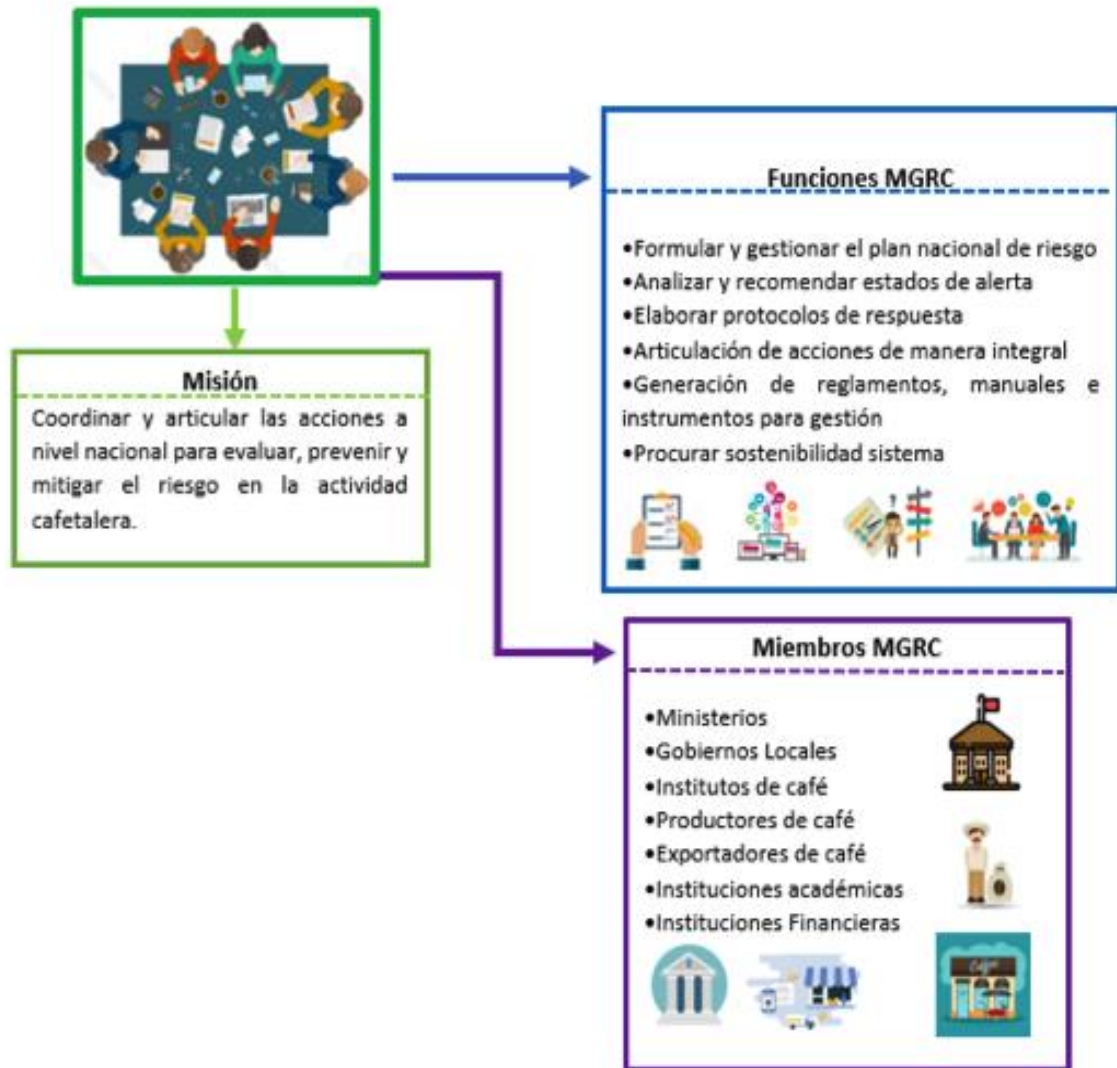 Funciones MGRC
•Formular y gestionar el plan nacional de riesgo
•Analizar y recomendar estados de alerta
•Elaborar protocolos de respuesta
•Articulación de acciones de manera integral
•Generación de reglamentos, manuales e
instrumentos para gestión
•Procurar sostenibilidad sistema
Misión
Coordinar y articular las acciones a
nivel nacional para evaluar, prevenir y
mitigar el riesgo en la actividad
cafetalera.
Miembros MGRC
•Ministerios
•Gobiernos Locales
•Institutos de café
•Productores de café
•Exportadores de café
•Instituciones académicas
•Instituciones Financieras